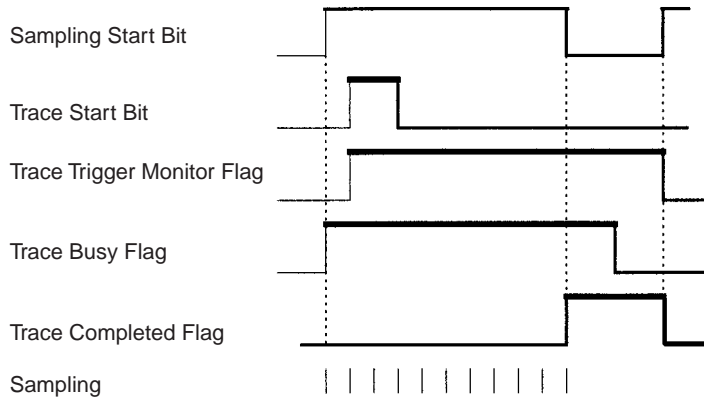 Sampling Start Bit
Trace Start Bit
Trace Trigger Monitor Flag
Trace Busy Flag
Trace Completed Flag
Sampling